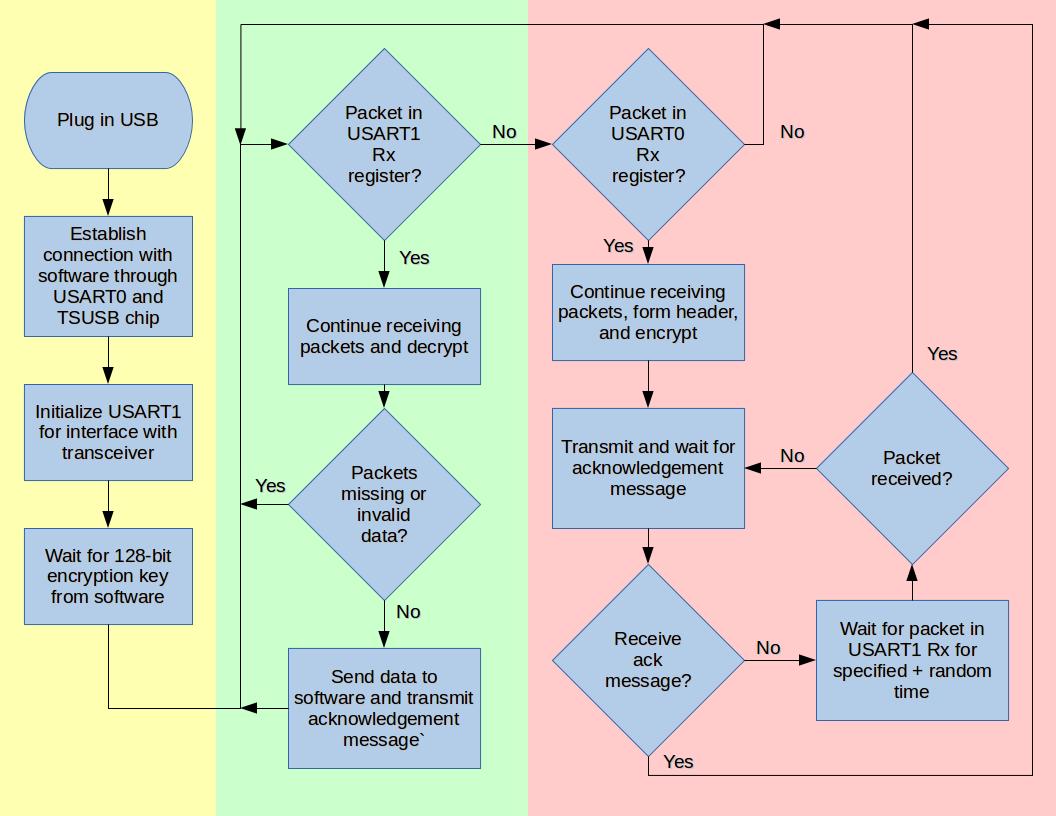 Plug in USB
Establish
connection with
software through
USART0 and
TSUSB chip
Initialize USART1
for interface with
transceiver
Wait for 128-bit
encryption key
from software
Packet in
USART1
Rx
register?
No
Yes
Continue receiving
packets and decrypt
Packets
missing or
invalid
data?
Yes
No
Send data to
software and transmit
acknowledgement
message`
Packet in
USART0
Rx
register?
No
Yes
Continue receiving
packets, form header,
and encrypt
Transmit and wait for
acknowledgement
message
Receive
ack
message?
No
Yes
Wait for packet in
USART1 Rx for
specified + random
time
Packet
received?
No
Yes